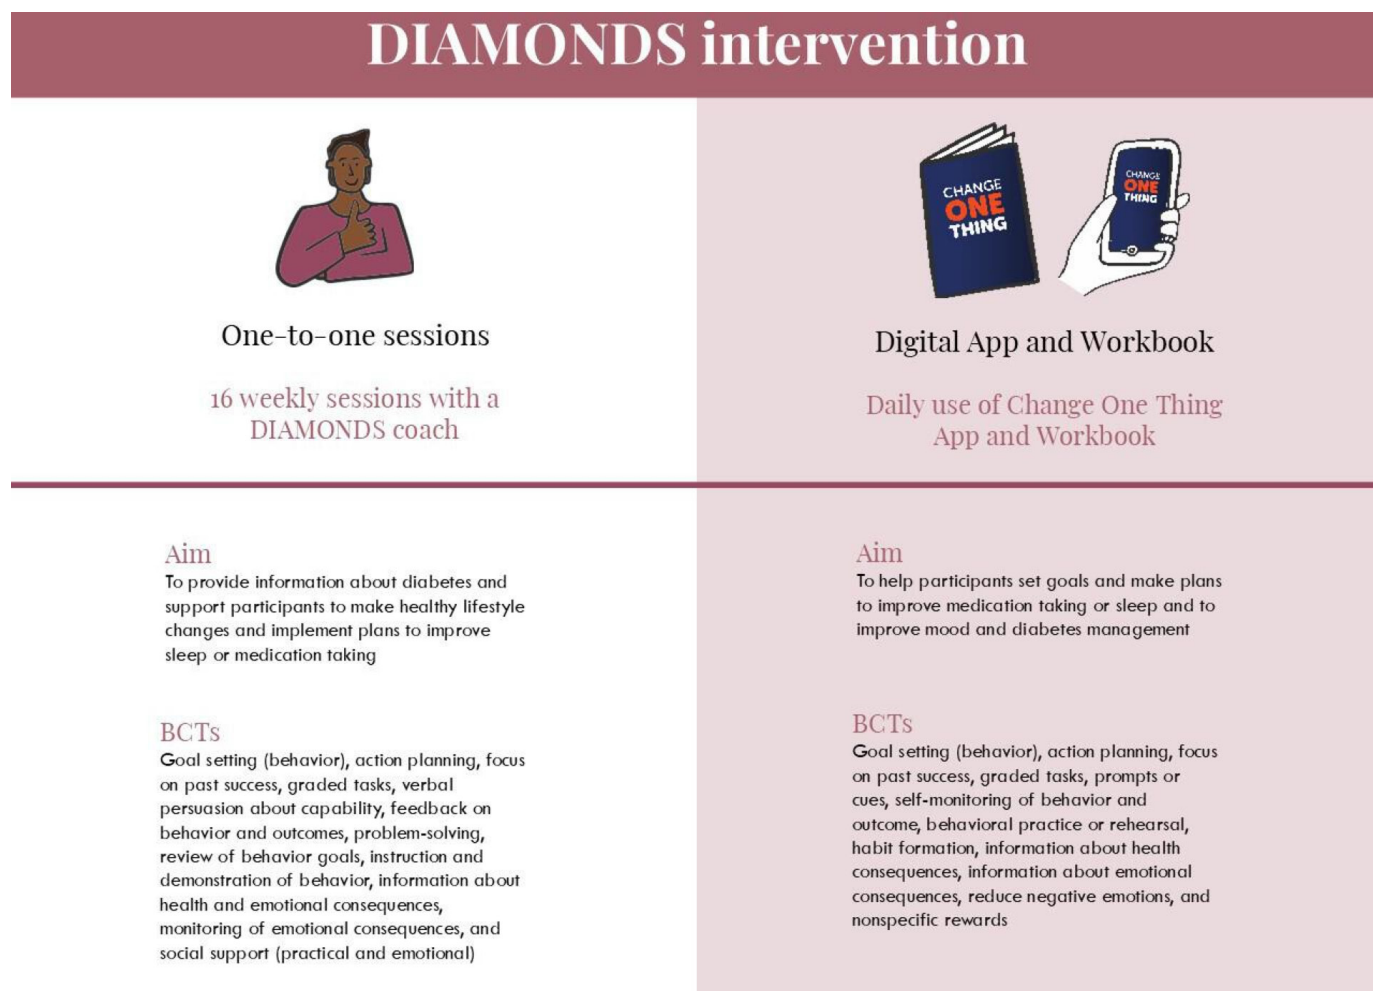 DIAMONDS intervention
CHANGE
ONE
THING
CHANGE
ONE
THING
One-to-one sessions
16 weekly sessions with a
DIAMONDS coach
Digital App and Workbook
Daily use of Change One Thing
App and Workbook
Aim
To provide information about diabetes and
support participants to make healthy lifestyle
changes and implement plans to improve
sleep or medication taking
BCTs
Goal setting (behavior), action planning, focus
on past success, graded tasks, verbal
persuasion about capability, feedback on
behavior and outcomes, problem-solving,
review of behavior goals, instruction and
demonstration of behavior, information about
health and emotional consequences,
monitoring of emotional consequences, and
social support (practical and emotional)
Aim
To help participants set goals and make plans
to improve medication taking or sleep and to
improve mood and diabetes management
BCTs
Goal setting (behavior), action planning, focus
on past success, graded tasks, prompts or
cues, self-monitoring of behavior and
outcome, behavioral practice or rehearsal,
habit formation, information about health
consequences, information about emotional
consequences, reduce negative emotions, and
nonspecific rewards